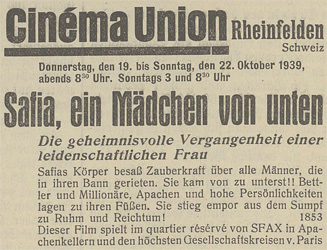 Cinéma Union Rheinfelden
Schweiz
Donnerstag, den 19. bis Sonntag, den 22. Oktober 1939,
abends 8³⁰ Uhr. Sonntags 3 und 8³⁰ Uhr
Safia, ein Mädchen von unten
Die geheimnisvolle Vergangenheit einer
leidenschaftlichen Frau
Safias Körper besaß Zauberkraft über alle Männer, die
in ihren Bann gerieten. Sie kam von zu unterst!! Bett-
ler und Millionäre, Apachen und hohe Persönlichkeiten
lagen zu ihren Füßen. Sie stieg empor aus dem Sumpf
zu Ruhm und Reichtum! 1853
Dieser Film spielt im quartier résérvé von SFAX in Apa-
chenkellern und den höchsten Gesellschaftskreisen v. Paris.